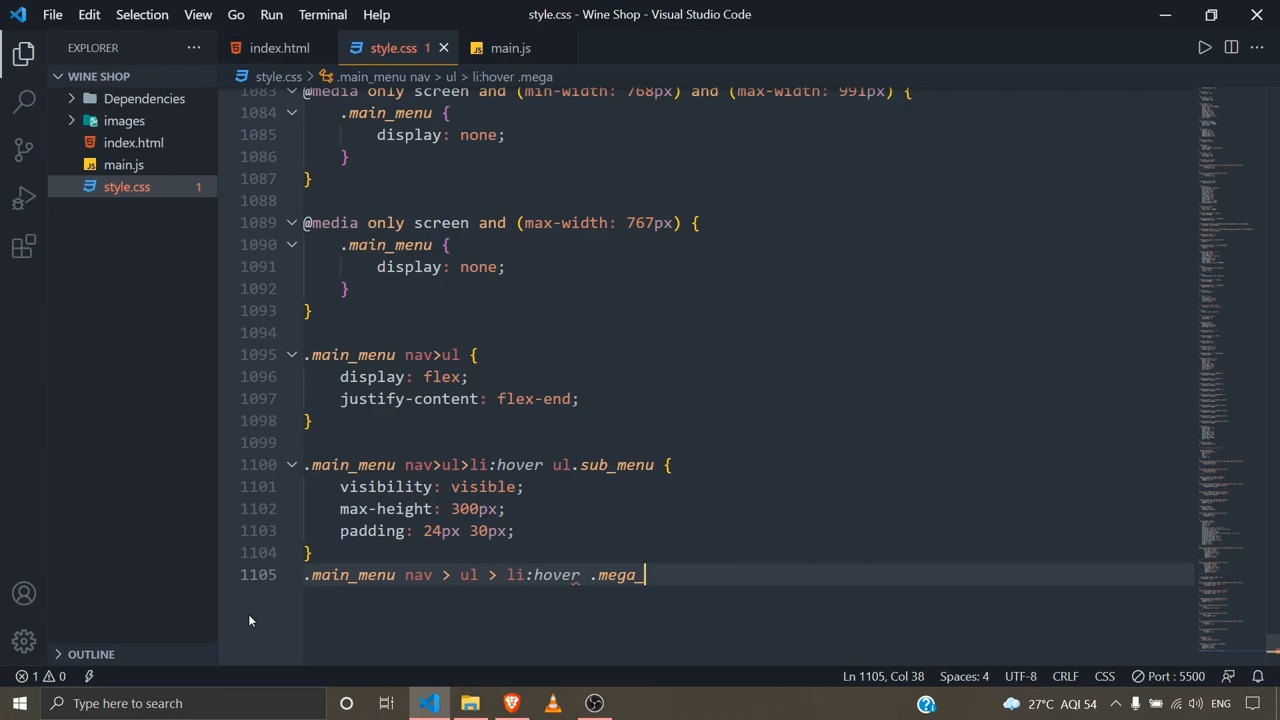 File Edit Selection View Go Run Terminal Help style.css - Wine Shop - Visual Studio Code
EXPLORER
index.html
style.css 1
JS main.js
WINE SHOP
style.css > .main_menu nav > ul > li:hover .mega
Dependencies
images
index.html
JS main.js
style.css 1
1083 @media only screen and (min-width: 768px) and (max-width: 991px) {
1084 .main_menu {
1085 display: none;
1086 }
1087 }
1088
1089 @media only screen and (max-width: 767px) {
1090 .main_menu {
1091 display: none;
1092 }
1093 }
1094
1095 .main_menu nav>ul {
1096 display: flex;
1097 justify-content: flex-end;
1098 }
1099
1100 .main_menu nav>ul>li:hover ul.sub_menu {
1101 visibility: visible;
1102 max-height: 300px;
1103 padding: 24px 30px;
1104 }
1105 .main_menu nav > ul > li:hover .mega_
OUTLINE
1 0 Ln 1105, Col 38 Spaces: 4 UTF-8 CRLF CSS Port : 5500
Type here to search 27°C AQI 54 ENG